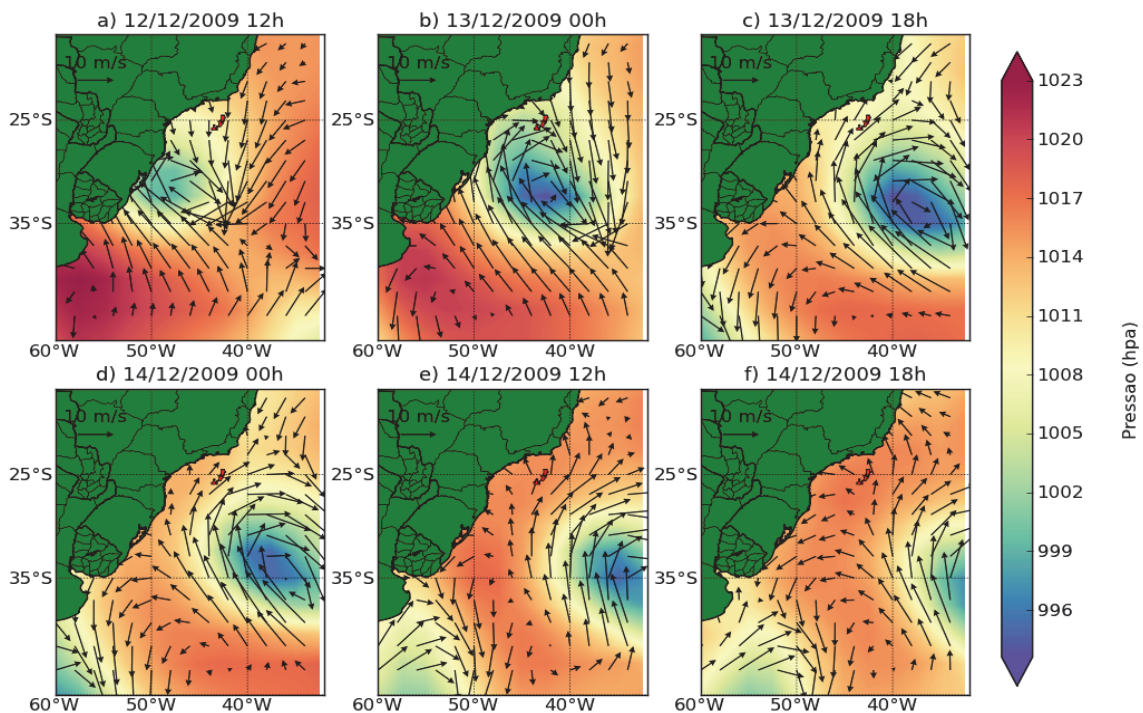 a) 12/12/2009 12h
b) 13/12/2009 00h
c) 13/12/2009 18h
10 m/s
10 m/s
10 m/s
25°S
25°S
25°S
35°S
35°S
35°S
60°W 50°W 40°W
60°W 50°W 40°W
60°W 50°W 40°W
d) 14/12/2009 00h
e) 14/12/2009 12h
f) 14/12/2009 18h
10 m/s
10 m/s
10 m/s
25°S
25°S
25°S
35°S
35°S
35°S
60°W 50°W 40°W
60°W 50°W 40°W
60°W 50°W 40°W
1023
1020
1017
1014
1011
1008
1005
1002
999
996
Pressao (hpa)